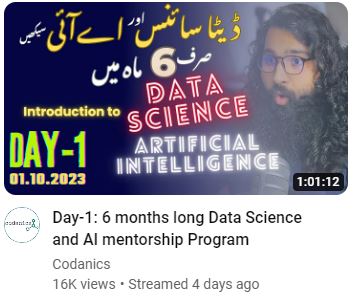 ڈیٹا سائنس اور اے آئی سیکھیں
صرف 6 ماہ میں
DATA
Introduction to SCIENCE
DAY-1 ARTIFICIAL
INTELLIGENCE
01.10.2023
1:01:12
codanics
Day-1: 6 months long Data Science
and AI mentorship Program
Codanics
16K views • Streamed 4 days ago